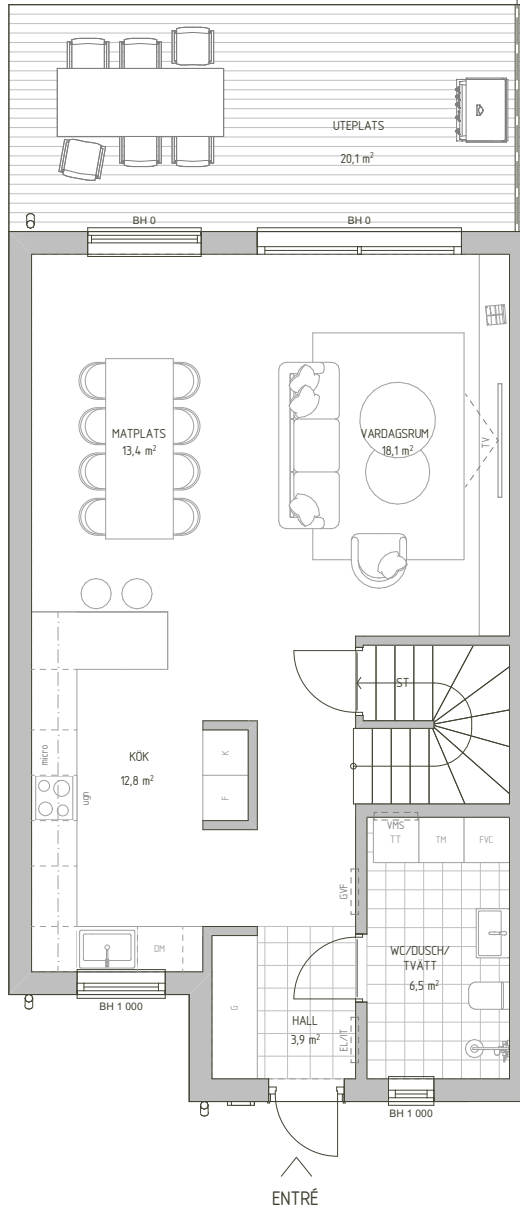 UTEPLATS
20,1 m²
BH 0
BH 0
MATPLATS
13,4 m²
VARDAGSRUM
18,1 m²
TV
ST
KÖK
12,8 m²
micro
ugn
K
F
VMS
TT
TM
FVC
GVF
DM
WC/DUSCH/
TVÄTT
6,5 m²
G
HALL
3,9 m²
EL/IT
BH 1 000
BH 1 000
ENTRÉ